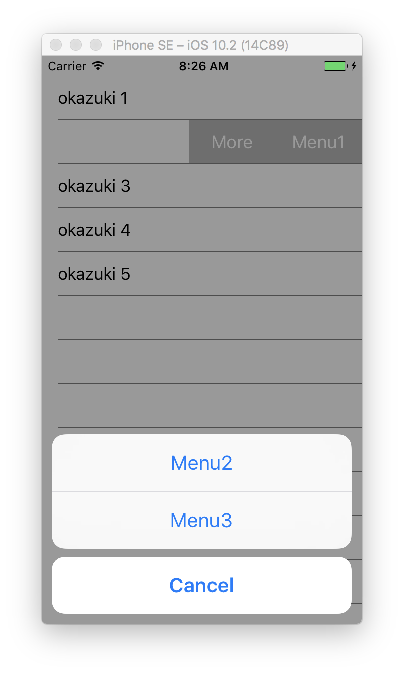 iPhone SE – iOS 10.2 (14C89)
Carrier 8:26 AM
okazuki 1
More Menu1
okazuki 3
okazuki 4
okazuki 5
Menu2
Menu3
Cancel